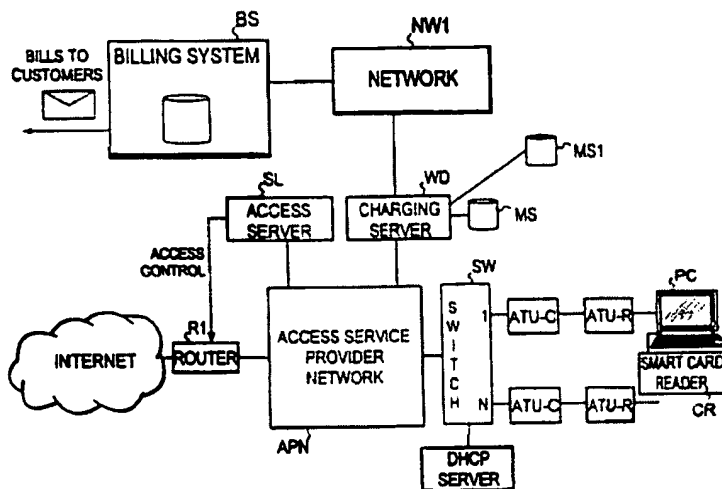 BS
NW1
BILLS TO
CUSTOMERS
BILLING SYSTEM
NETWORK
MS1
SL
WD
ACCESS
SERVER
CHARGING
SERVER
MS
ACCESS
CONTROL
SW
PC
R1
INTERNET
ROUTER
ACCESS SERVICE
PROVIDER
NETWORK
SWITCH
1
ATU-C
ATU-R
SMART CARD
READER
N
ATU-C
ATU-R
CR
APN
DHCP
SERVER